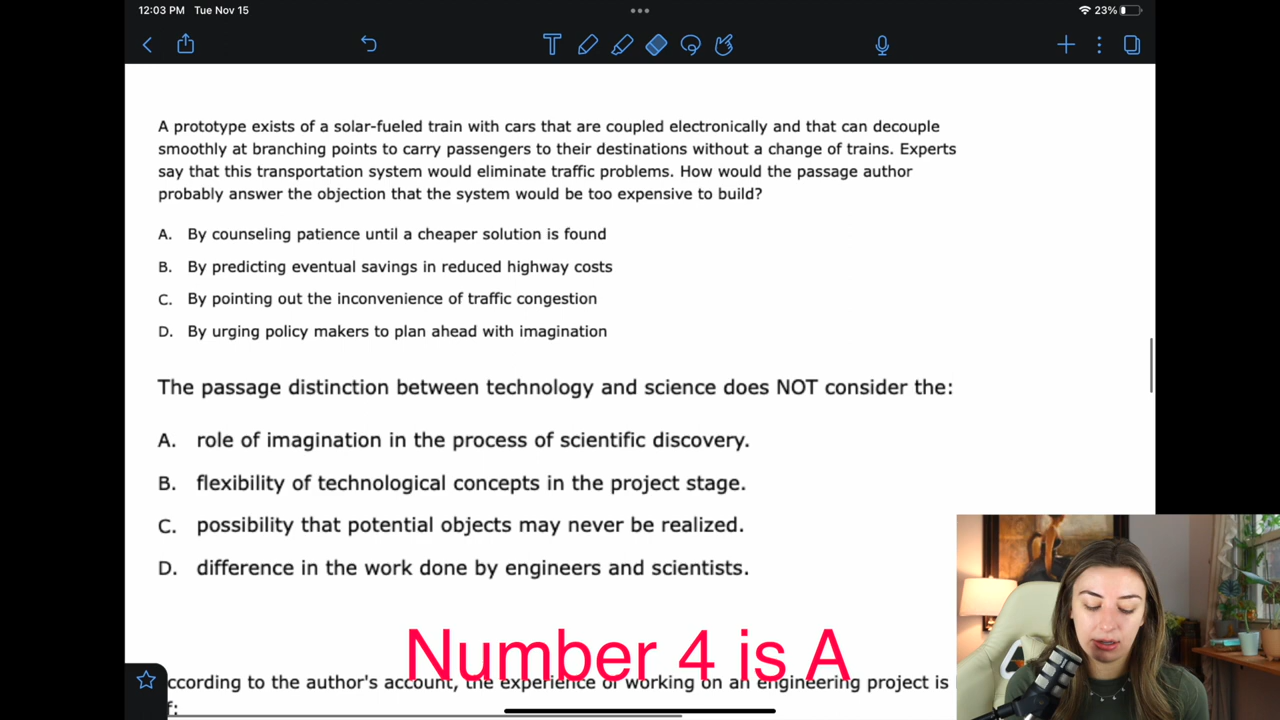 12:03 PM Tue Nov 15
23%
A prototype exists of a solar-fueled train with cars that are coupled electronically and that can decouple
smoothly at branching points to carry passengers to their destinations without a change of trains. Experts
say that this transportation system would eliminate traffic problems. How would the passage author
probably answer the objection that the system would be too expensive to build?
A. By counseling patience until a cheaper solution is found
B. By predicting eventual savings in reduced highway costs
C. By pointing out the inconvenience of traffic congestion
D. By urging policy makers to plan ahead with imagination
The passage distinction between technology and science does NOT consider the:
A. role of imagination in the process of scientific discovery.
B. flexibility of technological concepts in the project stage.
C. possibility that potential objects may never be realized.
D. difference in the work done by engineers and scientists.
Number 4 is A
ccording to the author's account, the experience of working on an engineering project is
f: